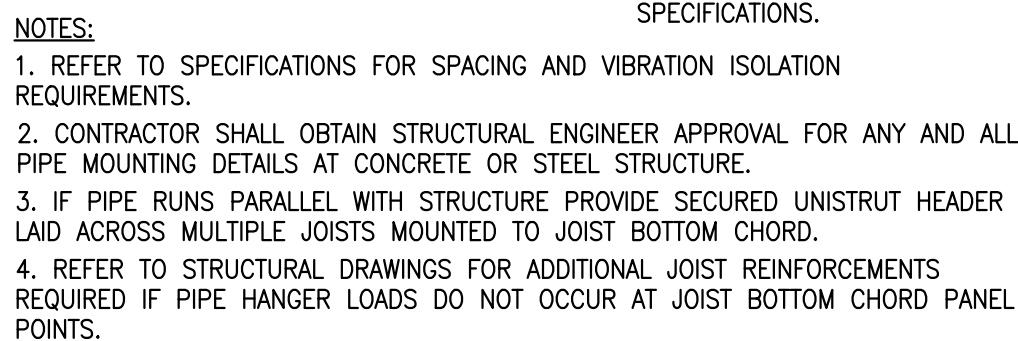 SPECIFICATIONS.
NOTES:
1. REFER TO SPECIFICATIONS FOR SPACING AND VIBRATION ISOLATION
REQUIREMENTS.
2. CONTRACTOR SHALL OBTAIN STRUCTURAL ENGINEER APPROVAL FOR ANY AND ALL
PIPE MOUNTING DETAILS AT CONCRETE OR STEEL STRUCTURE.
3. IF PIPE RUNS PARALLEL WITH STRUCTURE PROVIDE SECURED UNISTRUT HEADER
LAID ACROSS MULTIPLE JOISTS MOUNTED TO JOIST BOTTOM CHORD.
4. REFER TO STRUCTURAL DRAWINGS FOR ADDITIONAL JOIST REINFORCEMENTS
REQUIRED IF PIPE HANGER LOADS DO NOT OCCUR AT JOIST BOTTOM CHORD PANEL
POINTS.